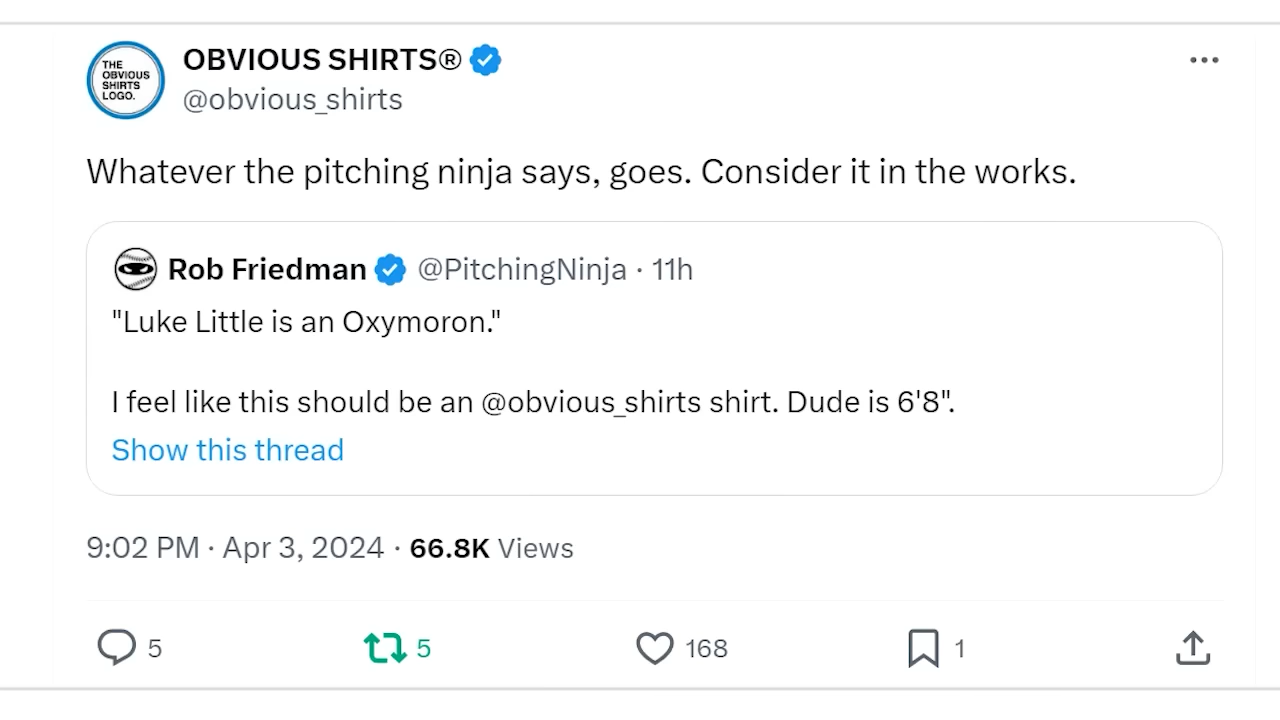 THE
OBVIOUS
SHIRTS
LOGO.
OBVIOUS SHIRTS®
@obvious_shirts
Whatever the pitching ninja says, goes. Consider it in the works.
Rob Friedman @PitchingNinja · 11h
"Luke Little is an Oxymoron."
I feel like this should be an @obvious_shirts shirt. Dude is 6'8".
Show this thread
9:02 PM · Apr 3, 2024 · 66.8K Views
5 5 168 1